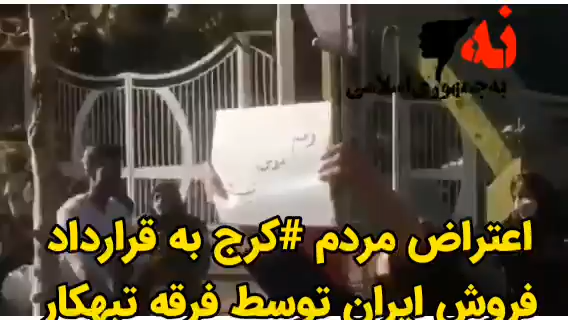 نه
به جمهوری اسلامی
اعتراض مردم #کرج به قرارداد
فروش ایران توسط فرقه تبهکار